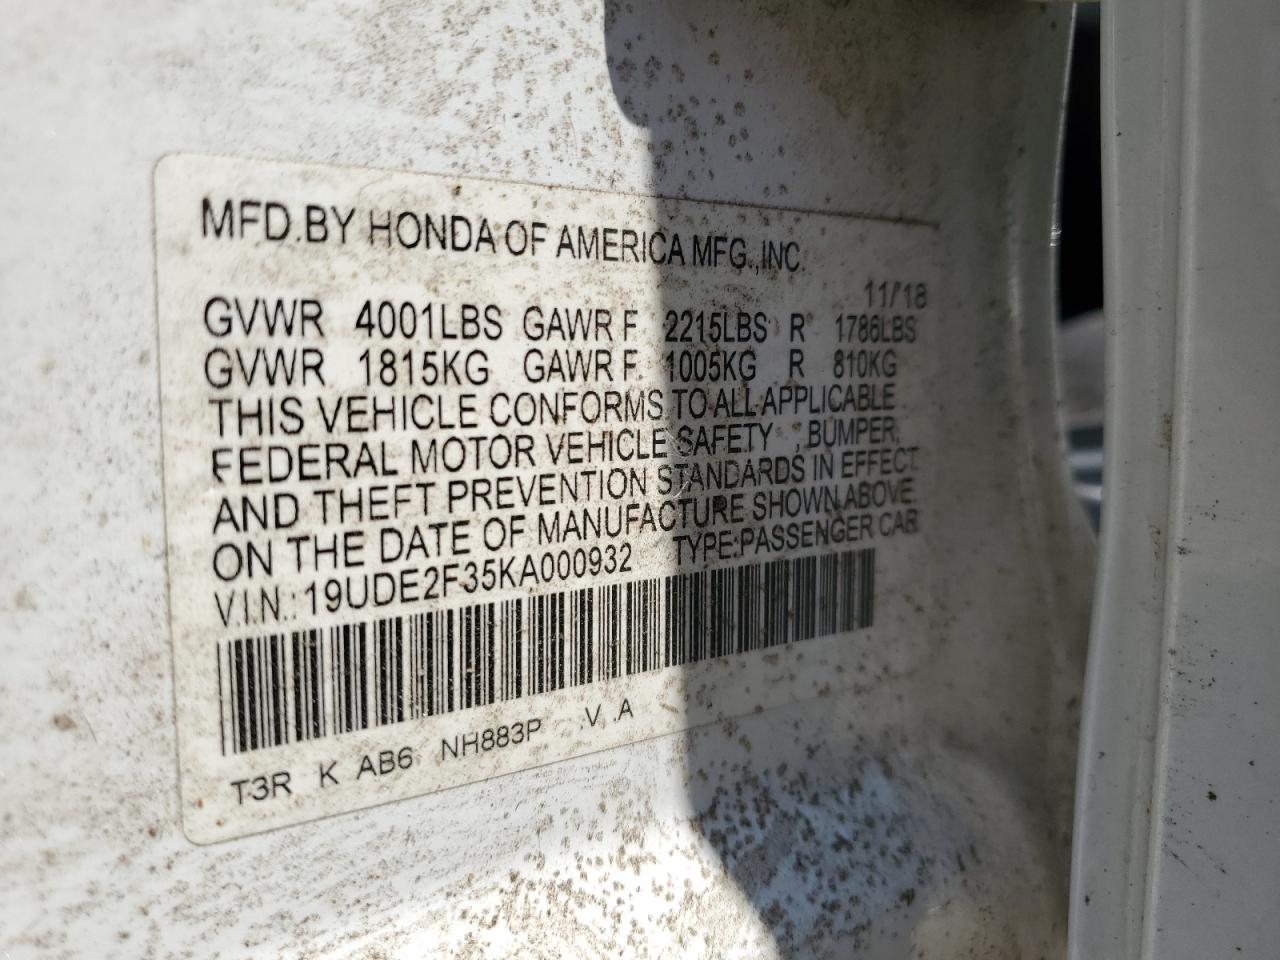 MFD.BY HONDA OF AMERICA MFG.,INC.
11/18
GVWR 4001LBS GAWR F 2215LBS R 1786LBS
GVWR 1815KG GAWR F 1005KG R 810KG
THIS VEHICLE CONFORMS TO ALL APPLICABLE
FEDERAL MOTOR VEHICLE SAFETY , BUMPER,
AND THEFT PREVENTION STANDARDS IN EFFECT
ON THE DATE OF MANUFACTURE SHOWN ABOVE.
V.I.N.: 19UDE2F35KA000932 TYPE:PASSENGER CAR
T3R K AB6 NH883P V A